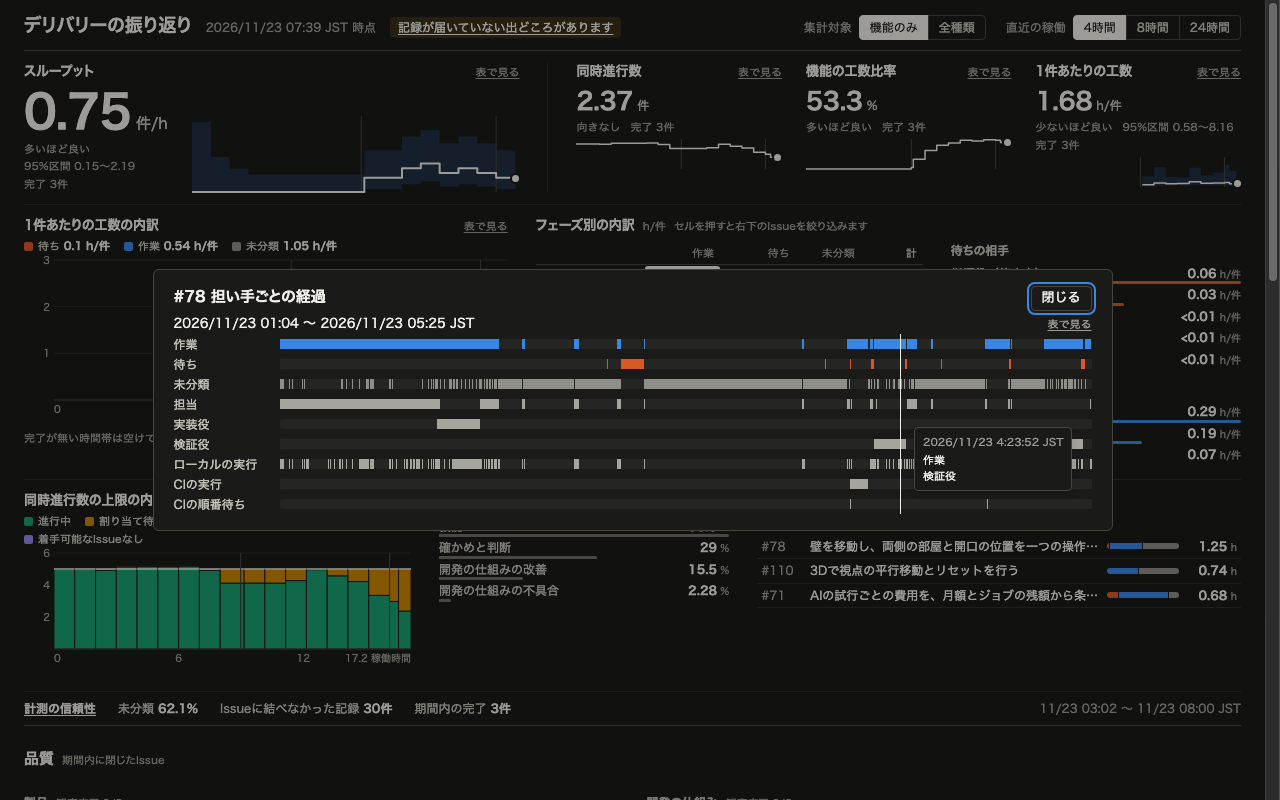 デリバリーの振り返り 2026/11/23 07:39 JST 時点 記録が届いていない出どころがあります 集計対象 機能のみ 全種類 直近の稼働 4時間 8時間 24時間
スループット 表で見る
0.75 件/h
多いほど良い
95%区間 0.15〜2.19
完了 3件
同時進行数 表で見る
2.37 件
向きなし 完了 3件
機能の工数比率 表で見る
53.3 %
多いほど良い 完了 3件
1件あたりの工数 表で見る
1.68 h/件
少ないほど良い 95%区間 0.58〜8.16
完了 3件
1件あたりの工数の内訳 表で見る
待ち 0.1 h/件 作業 0.54 h/件 未分類 1.05 h/件
3
2
1
0
完了が無い時間帯は空けて
フェーズ別の内訳 h/件 セルを押すと右下のIssueを絞り込みます
作業 待ち 未分類 計
待ちの相手
0.06 h/件
0.03 h/件
<0.01 h/件
<0.01 h/件
<0.01 h/件
0.29 h/件
0.19 h/件
0.07 h/件
#78 担い手ごとの経過 閉じる
2026/11/23 01:04 〜 2026/11/23 05:25 JST 表で見る
作業
待ち
未分類
担当
実装役
検証役
ローカルの実行
CIの実行
CIの順番待ち
2026/11/23 4:23:52 JST
作業
検証役
同時進行数の上限の内
進行中 割り当て待
着手可能なIssueなし
6
4
2
0 6 12 17.2 稼働時間
確かめと判断 29 %
開発の仕組みの改善 15.5 %
開発の仕組みの不具合 2.28 %
#78 壁を移動し、両側の部屋と開口の位置を一つの操作… 1.25 h
#110 3Dで視点の平行移動とリセットを行う 0.74 h
#71 AIの試行ごとの費用を、月額とジョブの残額から条… 0.68 h
計測の信頼性 未分類 62.1% Issueに結べなかった記録 30件 期間内の完了 3件 11/23 03:02 〜 11/23 08:00 JST
品質 期間内に閉じたIssue